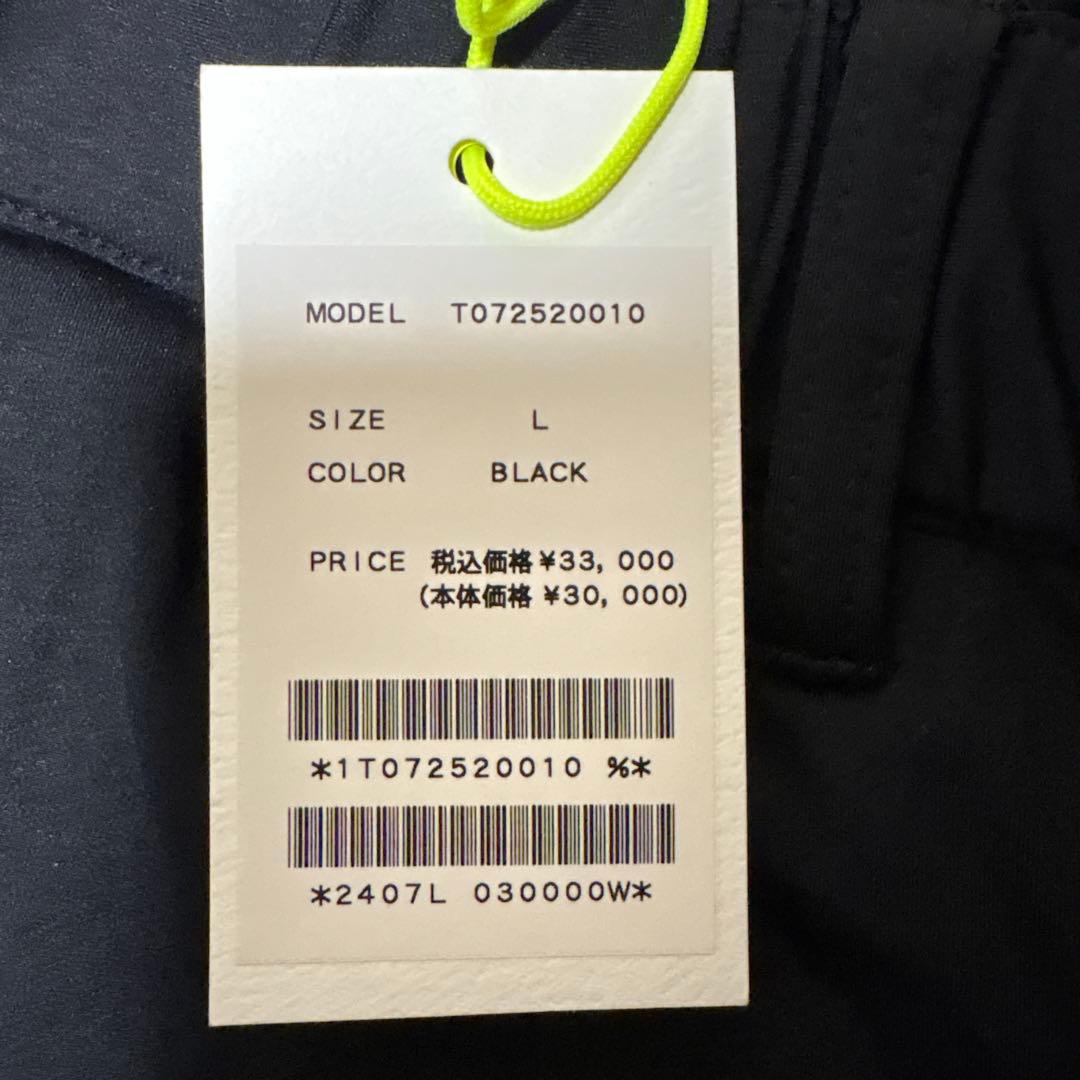 MODEL T072520010
SIZE L
COLOR BLACK
PRICE 税込価格¥33,000
(本体価格 ¥30,000)
*1T072520010 %*
*2407L 030000W*